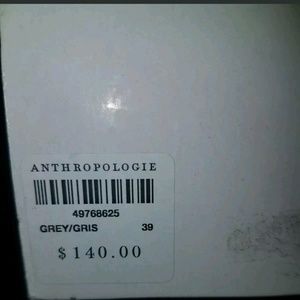 ANTHROPOLOGIE
49768625
GREY/GRIS 39
$140.00